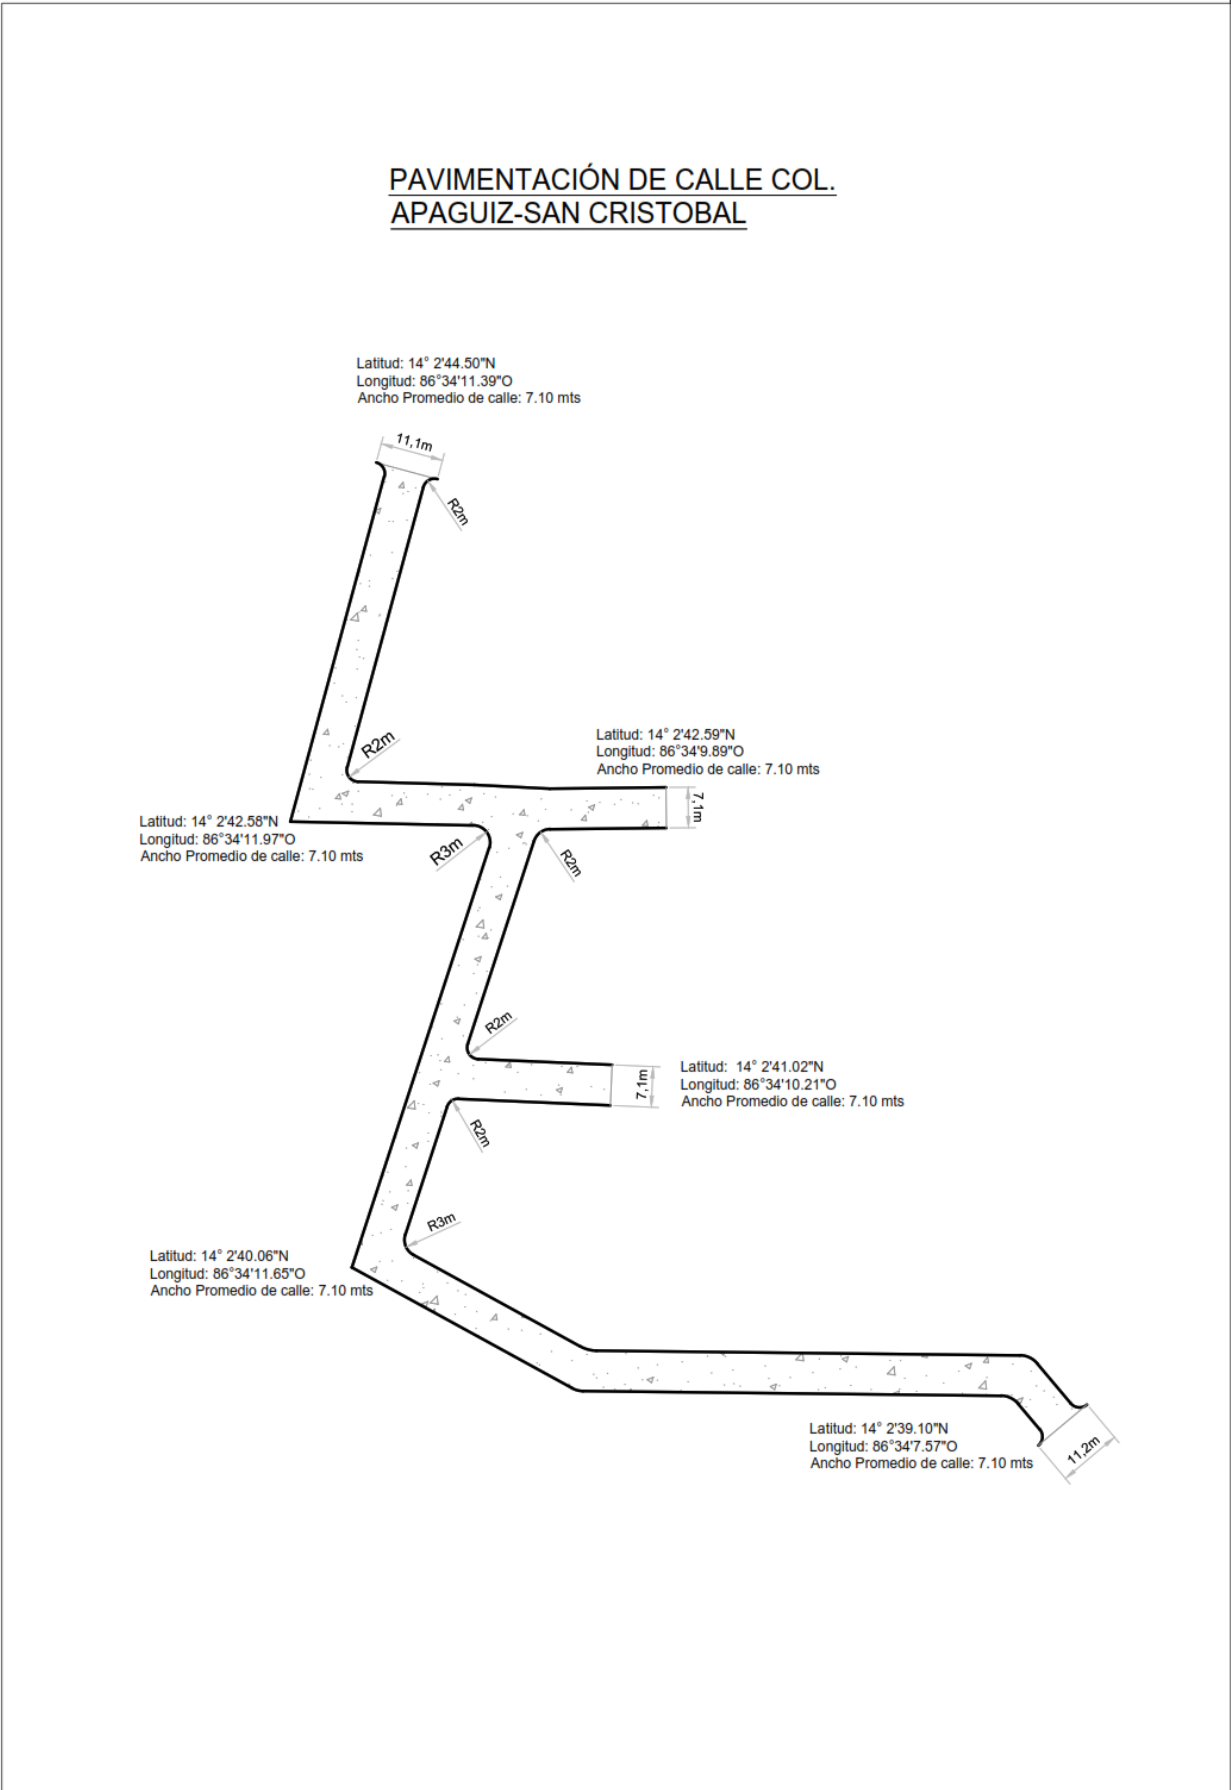 PAVIMENTACIÓN DE CALLE COL.
APAGUIZ-SAN CRISTOBAL
Latitud: 14° 2'44.50"N
Longitud: 86°34'11.39"O
Ancho Promedio de calle: 7.10 mts
11,1m
R2m
R2m
Latitud: 14° 2'42.59"N
Longitud: 86°34'9.89"O
Ancho Promedio de calle: 7.10 mts
7,1m
Latitud: 14° 2'42.58"N
Longitud: 86°34'11.97"O
Ancho Promedio de calle: 7.10 mts
R3m
R2m
R2m
Latitud:  14° 2'41.02"N
Longitud: 86°34'10.21"O
Ancho Promedio de calle: 7.10 mts
7,1m
R2m
R3m
Latitud: 14° 2'40.06"N
Longitud: 86°34'11.65"O
Ancho Promedio de calle: 7.10 mts
Latitud: 14° 2'39.10"N
Longitud: 86°34'7.57"O
Ancho Promedio de calle: 7.10 mts
11,2m